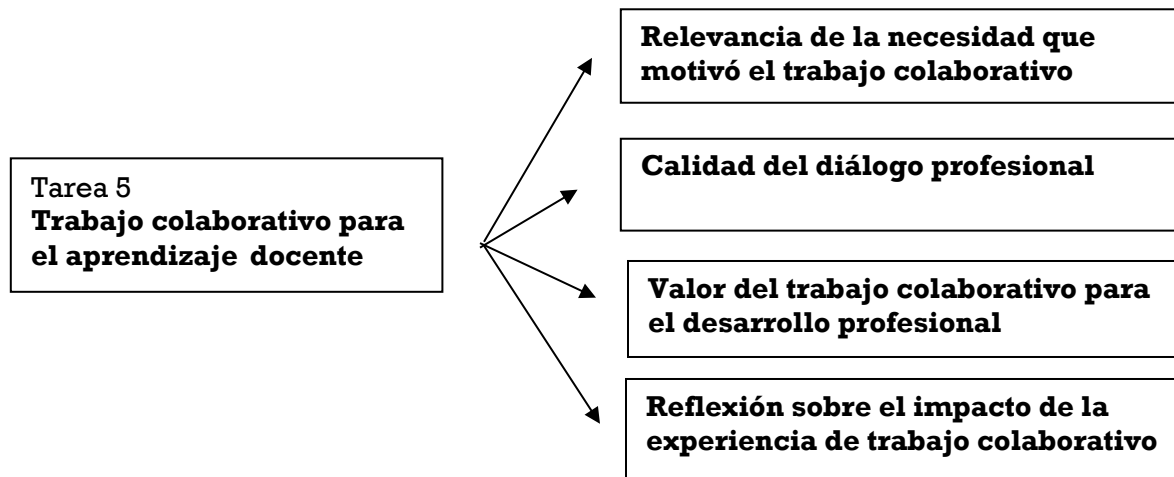 Tarea 5
Trabajo colaborativo para
el aprendizaje docente
Relevancia de la necesidad que
motivó el trabajo colaborativo
Calidad del diálogo profesional
Valor del trabajo colaborativo para
el desarrollo profesional
Reflexión sobre el impacto de la
experiencia de trabajo colaborativo